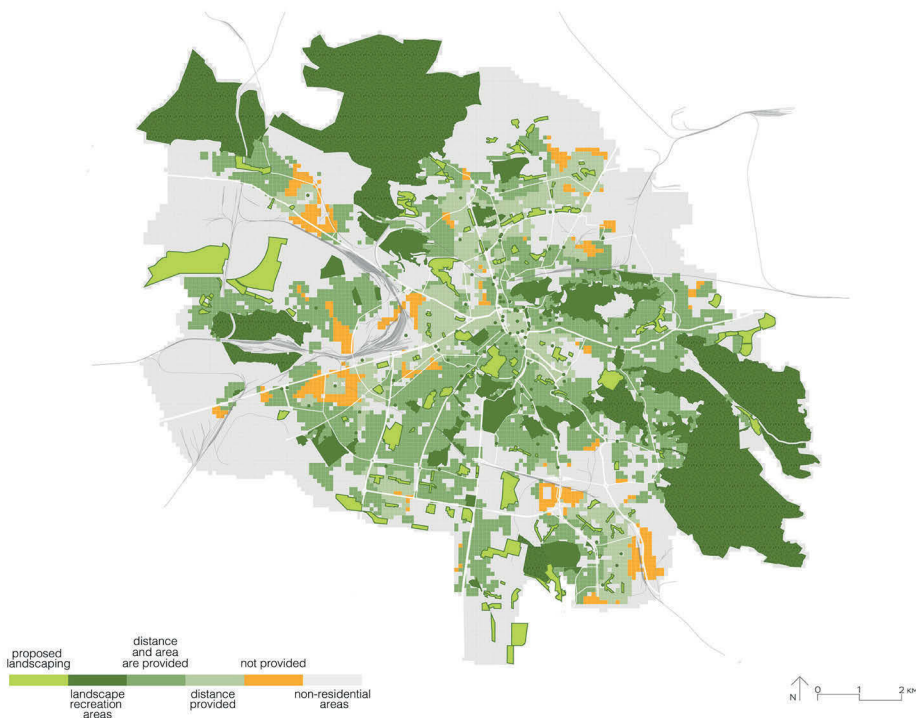 proposed
landscaping
distance
and area
are provided
not provided
landscape
recreation
areas
distance
provided
non-residential
areas
N
0 1 2 км